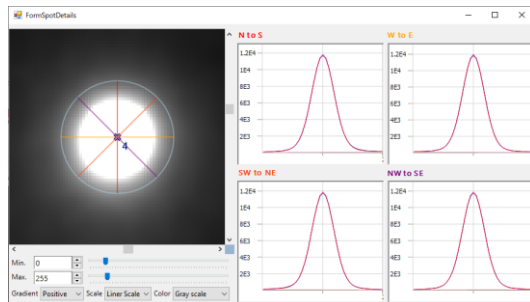 FormSpotDetails
N to S
1.2E4
1E4
8E3
6E3
4E3
2E3
W to E
1.2E4
1E4
8E3
6E3
4E3
2E3
4
SW to NE
1.2E4
1E4
8E3
6E3
4E3
2E3
NW to SE
1.2E4
1E4
8E3
6E3
4E3
2E3
Min. 0
Max. 255
Gradient Positive Scale Liner Scale Color Gray scale